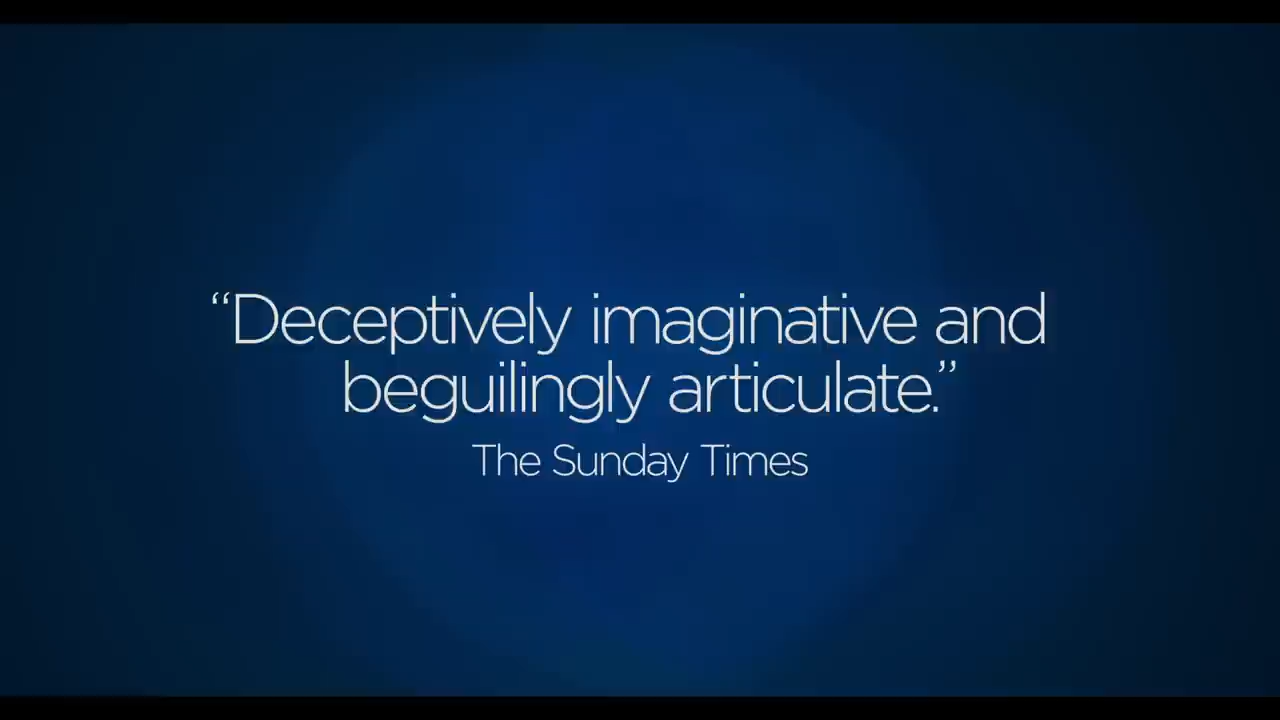 “Deceptively imaginative and
beguilingly articulate.”
The Sunday Times